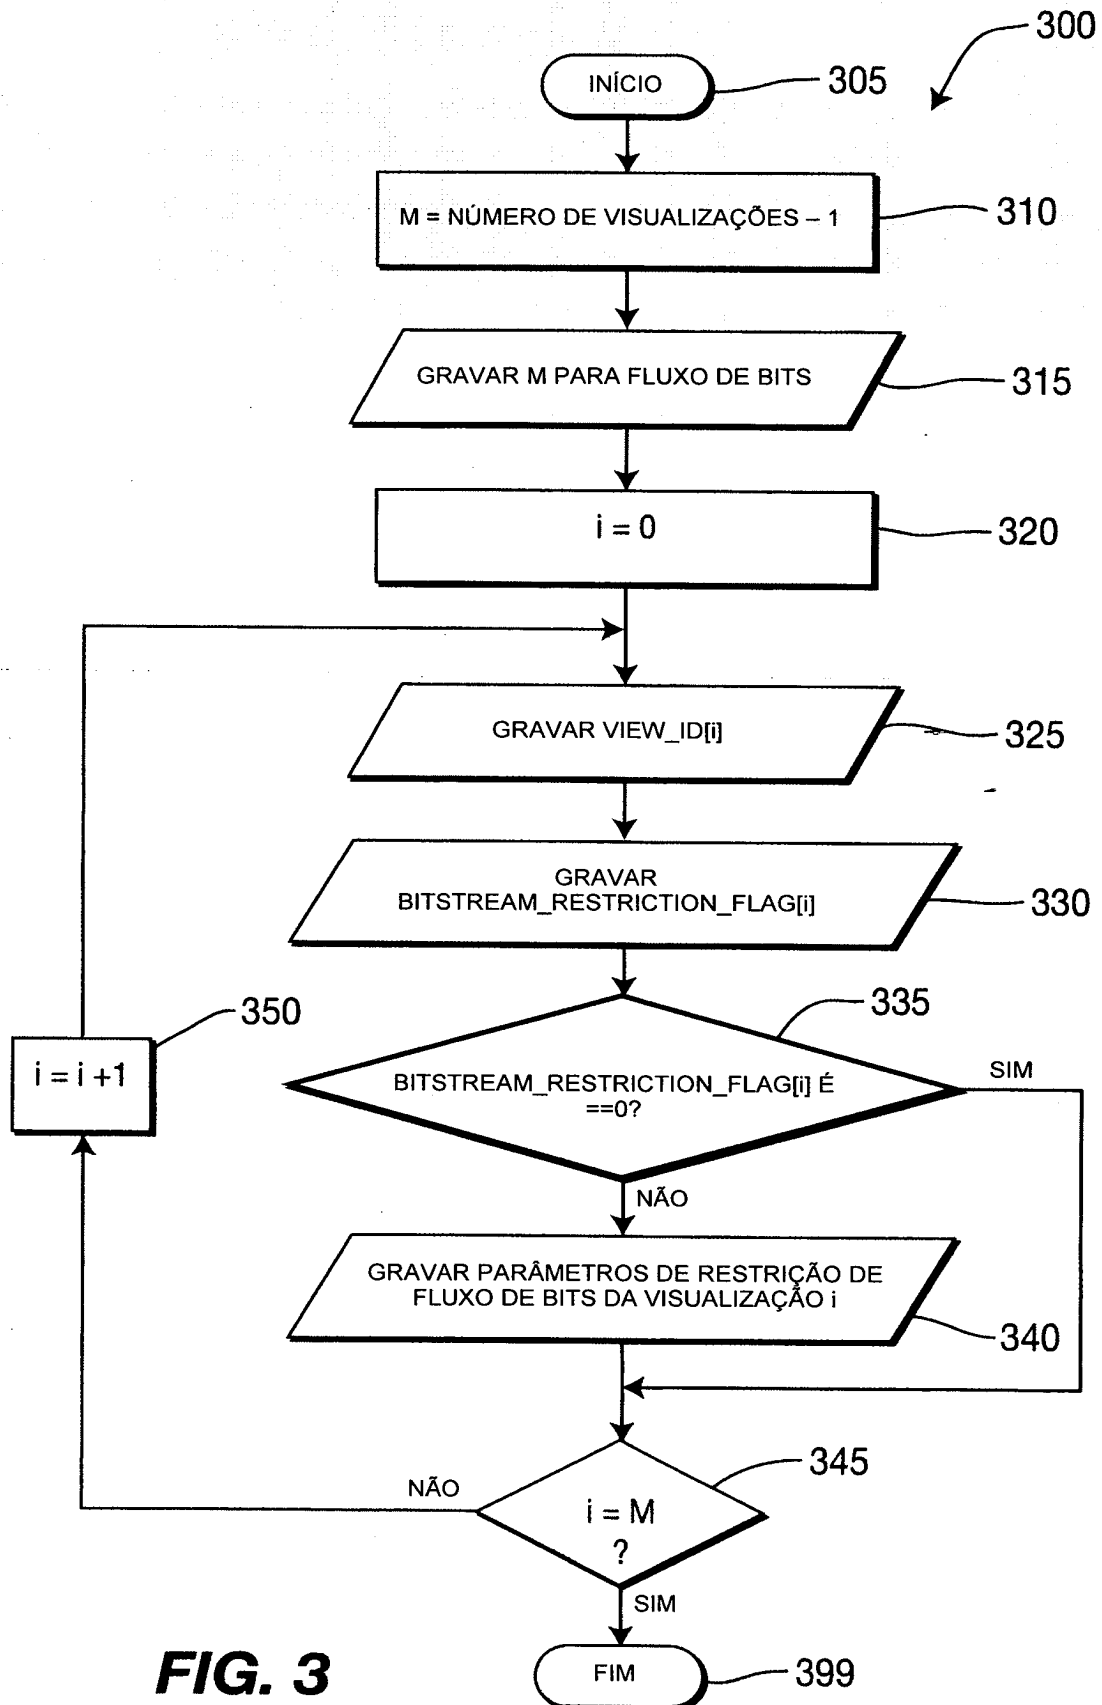 300
INÍCIO
305
M = NÚMERO DE VISUALIZAÇÕES – 1
310
GRAVAR M PARA FLUXO DE BITS
315
i = 0
320
GRAVAR VIEW_ID[i]
325
GRAVAR
BITSTREAM_RESTRICTION_FLAG[i]
330
335
350
i = i +1
BITSTREAM_RESTRICTION_FLAG[i] É
==0?
SIM
NÃO
GRAVAR PARÂMETROS DE RESTRIÇÃO DE
FLUXO DE BITS DA VISUALIZAÇÃO i
340
345
NÃO
i = M
?
SIM
FIM
399
FIG. 3